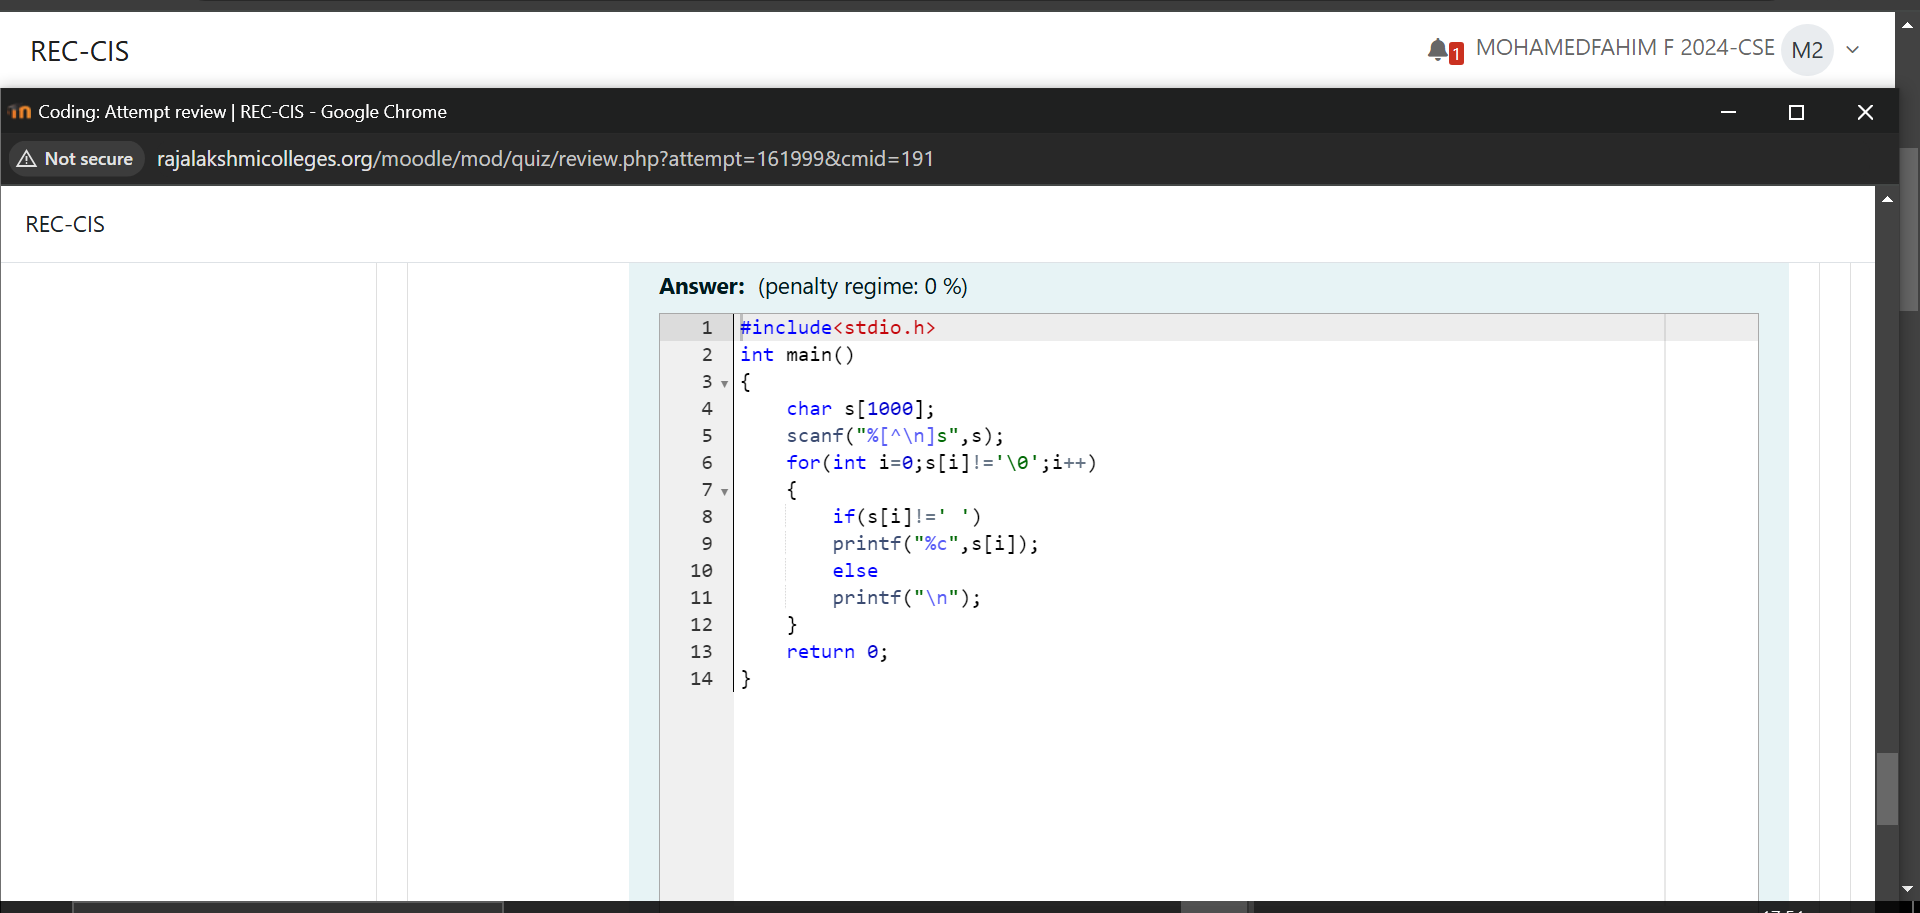 REC-CIS
1 MOHAMEDFAHIM F 2024-CSE M2
Coding: Attempt review | REC-CIS - Google Chrome
Not secure rajalakshmicolleges.org/moodle/mod/quiz/review.php?attempt=161999&cmid=191
REC-CIS
Answer: (penalty regime: 0 %)
1 #include<stdio.h>
2 int main()
3 {
4     char s[1000];
5     scanf("%[^\n]s",s);
6     for(int i=0;s[i]!='\0';i++)
7     {
8         if(s[i]!=' ')
9         printf("%c",s[i]);
10         else
11         printf("\n");
12     }
13     return 0;
14 }